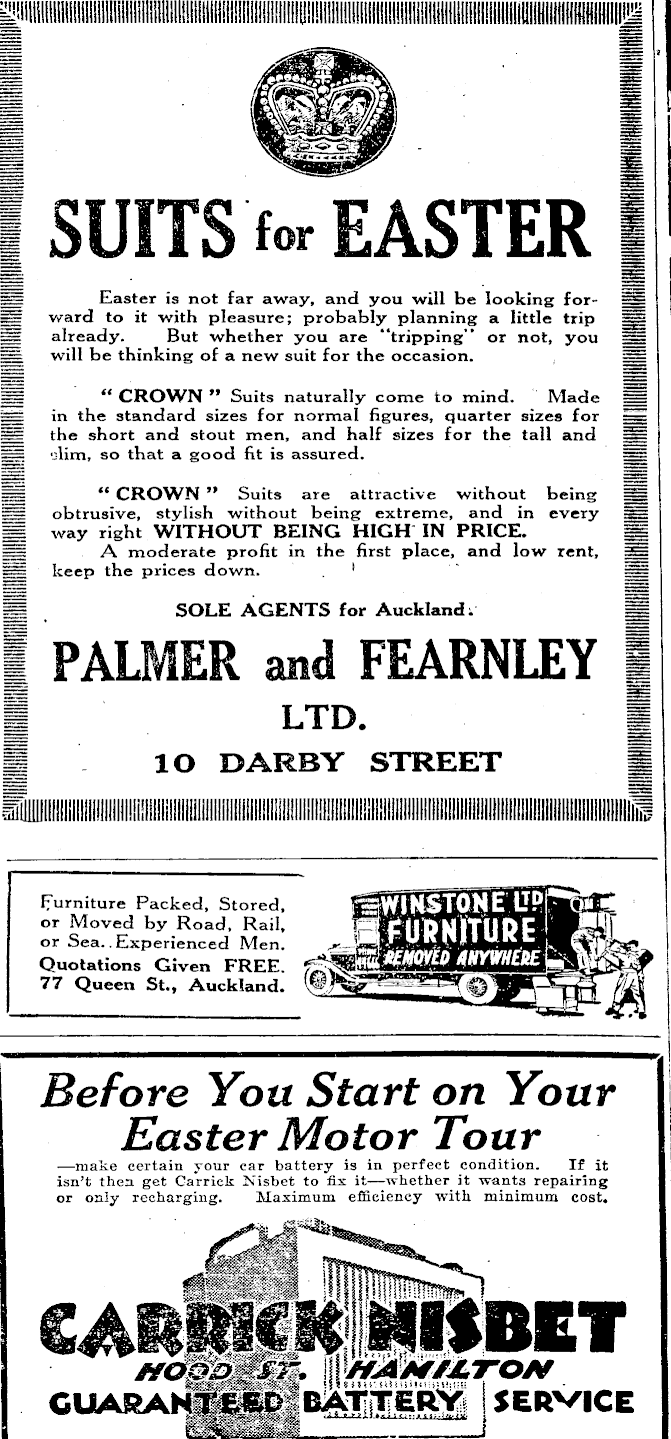 SUITS for EASTER
Easter is not far away, and you will be looking for-
ward to it with pleasure; probably planning a little trip
already. But whether you are "tripping" or not, you
will be thinking of a new suit for the occasion.
"CROWN" Suits naturally come to mind. Made
in the standard sizes for normal figures, quarter sizes for
the short and stout men, and half sizes for the tall and
slim, so that a good fit is assured.
"CROWN" Suits are attractive without being
obtrusive, stylish without being extreme, and in every
way right WITHOUT BEING HIGH IN PRICE.
A moderate profit in the first place, and low rent,
keep the prices down.
SOLE AGENTS for Auckland:
PALMER and FEARNLEY
LTD.
10 DARBY STREET
Furniture Packed, Stored,
or Moved by Road, Rail,
or Sea. Experienced Men.
Quotations Given FREE.
77 Queen St., Auckland.
WINSTONE LTD
FURNITURE
REMOVED ANYWHERE
Before You Start on Your
Easter Motor Tour
—make certain your car battery is in perfect condition. If it
isn't then get Carrick Nisbet to fix it—whether it wants repairing
or only recharging. Maximum efficiency with minimum cost.
CARRICK NISBET
HOOD ST. HAMILTON
GUARANTEED BATTERY SERVICE